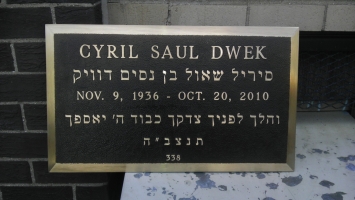 CYRIL SAUL DWEK
סיריל שאול בן נסים דוויק
NOV. 9, 1936 - OCT. 20, 2010
והלך לפניך צדקך כבוד ה' יאספך
תנצב"ה
338